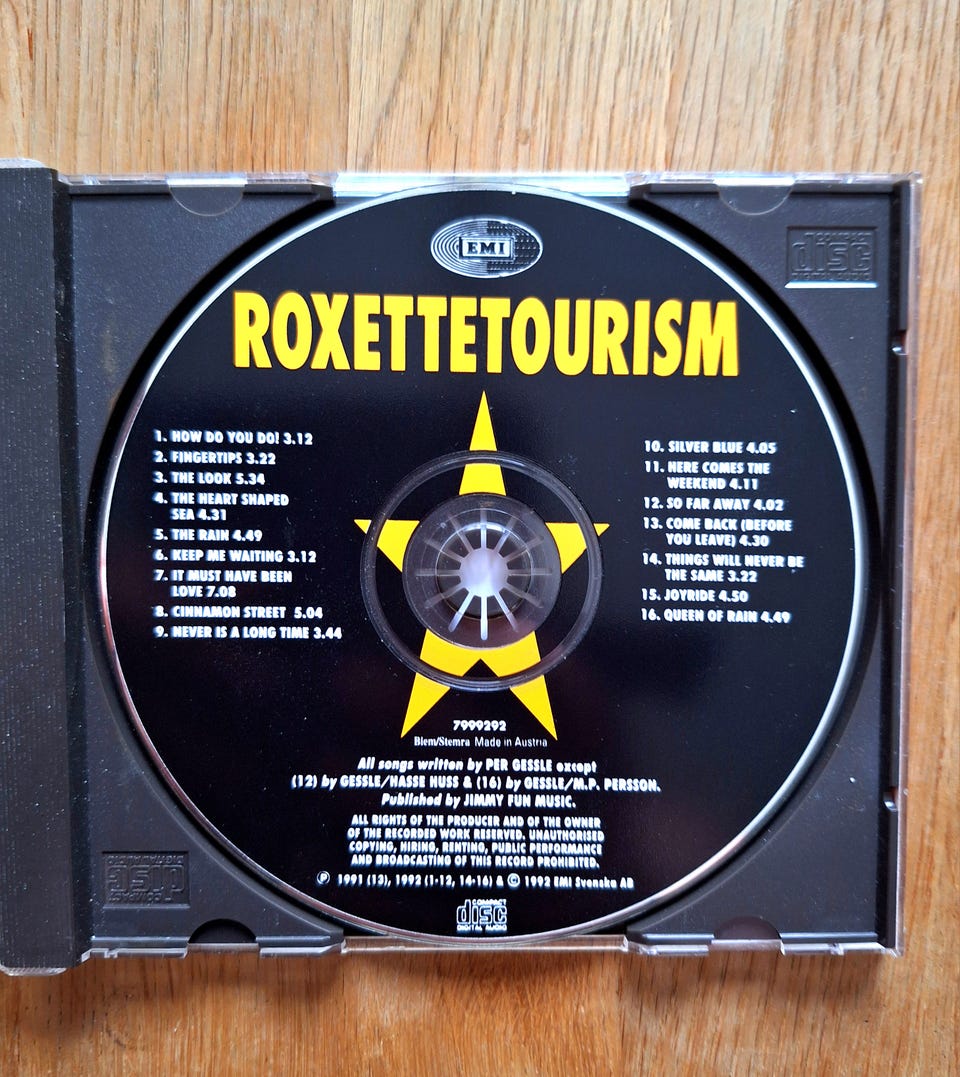 EMI
ROXETTETOURISM
1. HOW DO YOU DO! 3.12
2. FINGERTIPS 3.22
3. THE LOOK 5.34
4. THE HEART SHAPED
SEA 4.31
5. THE RAIN 4.49
6. KEEP ME WAITING 3.12
7. IT MUST HAVE BEEN
LOVE 7.08
8. CINNAMON STREET 5.04
9. NEVER IS A LONG TIME 3.44
10. SILVER BLUE 4.05
11. HERE COMES THE
WEEKEND 4.11
12. SO FAR AWAY 4.02
13. COME BACK (BEFORE
YOU LEAVE) 4.30
14. THINGS WILL NEVER BE
THE SAME 3.22
15. JOYRIDE 4.50
16. QUEEN OF RAIN 4.49
7999292
Biem/Stemra Made in Austria
All songs written by PER GESSLE except
(12) by GESSLE/HASSE HUSS & (16) by GESSLE/M.P. PERSSON.
Published by JIMMY FUN MUSIC.
ALL RIGHTS OF THE PRODUCER AND OF THE OWNER
OF THE RECORDED WORK RESERVED. UNAUTHORISED
COPYING, HIRING, RENTING, PUBLIC PERFORMANCE
AND BROADCASTING OF THIS RECORD PROHIBITED.
℗ 1991 (13), 1992 (1-12, 14-16) & © 1992 EMI Svenska AB
COMPACT
disc
DIGITAL AUDIO
COMPACT
disc
DIGITAL AUDIO
COMPACT
disc
DIGITAL AUDIO